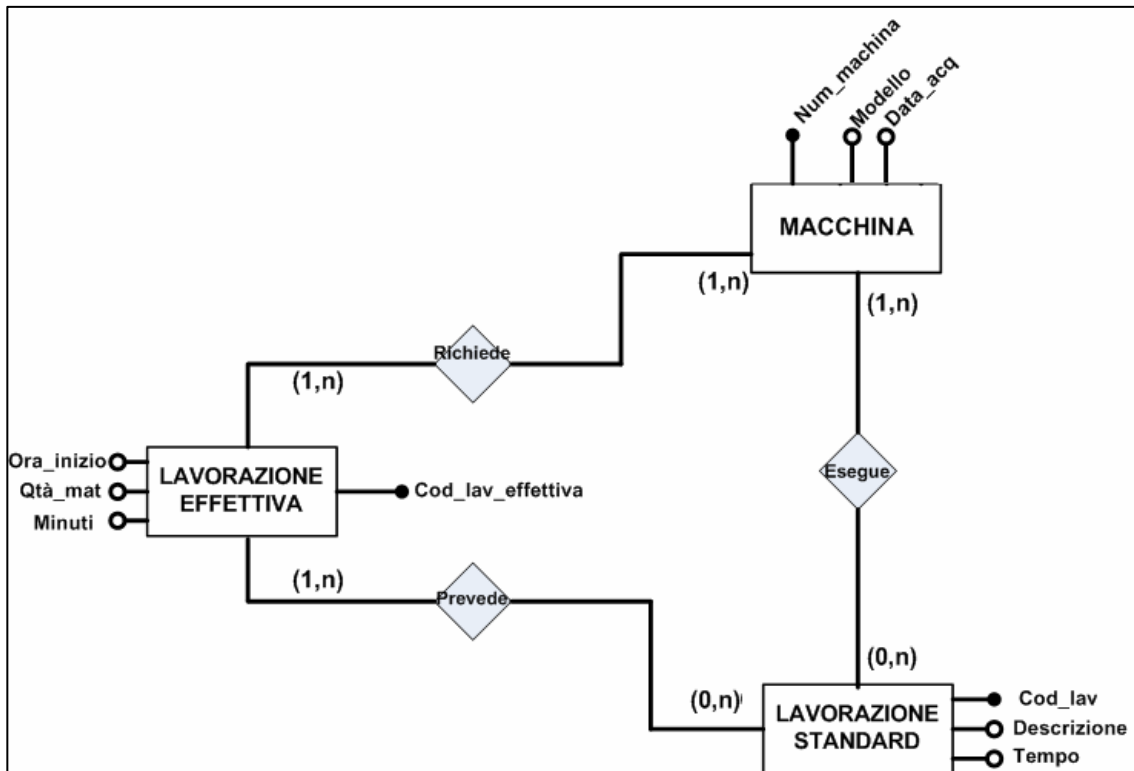 Num_machina
Modello
Data_acq
MACCHINA
(1,n)
(1,n)
Richiede
(1,n)
Ora_inizio
Qtà_mat
Minuti
LAVORAZIONE
EFFETTIVA
Cod_lav_effettiva
Esegue
(1,n)
Prevede
(0,n)
(0,n)
LAVORAZIONE
STANDARD
Cod_lav
Descrizione
Tempo